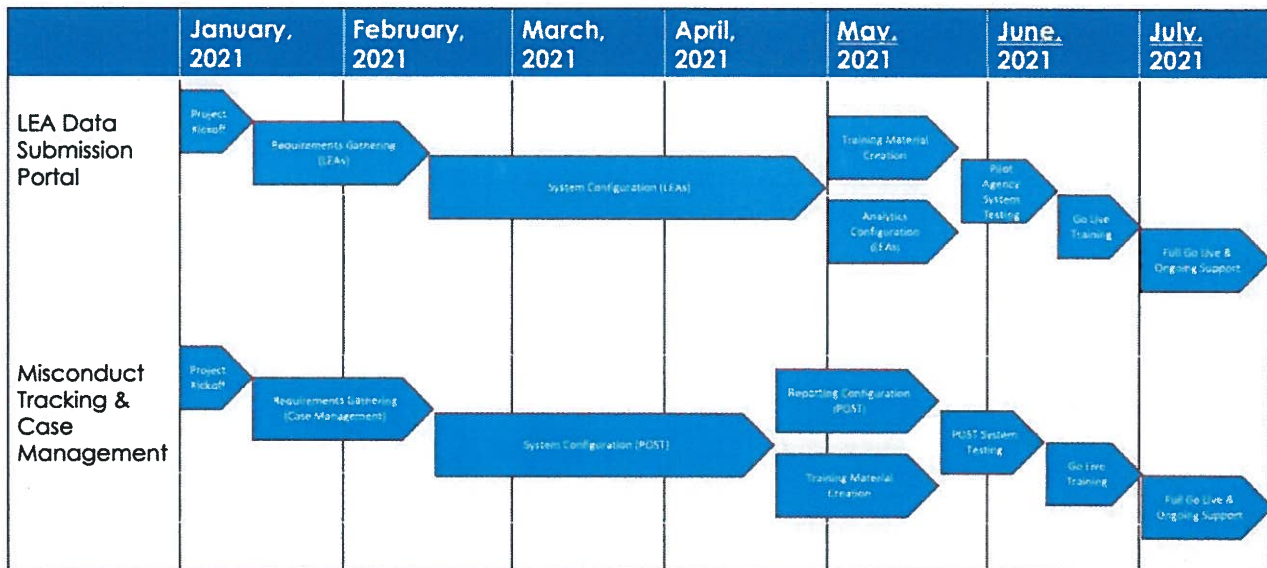 January, 2021
February, 2021
March, 2021
April, 2021
May, 2021
June, 2021
July, 2021
LEA Data
Submission
Portal
Project
Kickoff
Requirements Gathering
(LEAs)
System Configuration (LEAs)
Training Material
Creation
Analytics
Configuration
(LEAs)
Pilot
Agency
System
Testing
Go Live
Training
Full Go Live &
Ongoing Support
Misconduct
Tracking &
Case
Management
Project
Kickoff
Requirements Gathering
(Case Management)
System Configuration (POST)
Reporting Configuration
(POST)
Training Material
Creation
POST System
Testing
Go Live
Training
Full Go Live &
Ongoing Support